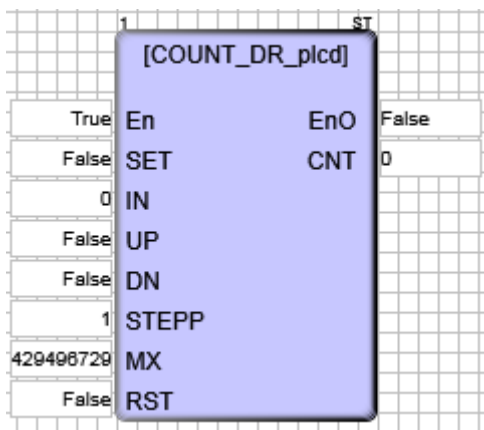 1 ST
[COUNT_DR_plcd]
True En EnO False
False SET CNT 0
0 IN
False UP
False DN
1 STEPP
429496729 MX
False RST